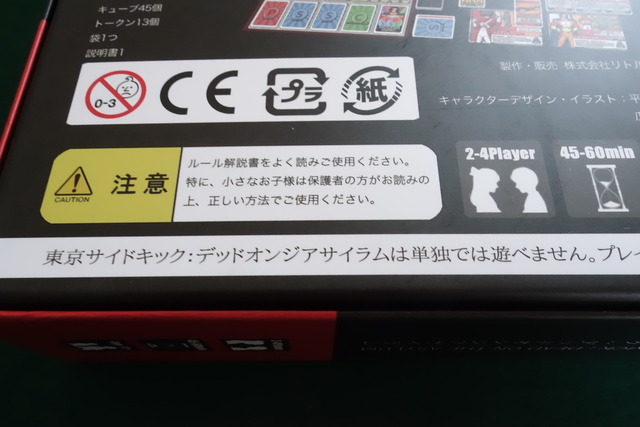 キューブ45個
トークン13個
袋1つ
説明書1
製作・販売 株式会社リトル
キャラクターデザイン・イラスト：平
0-3
CE
プラ
紙
注意
CAUTION
ルール解説書をよく読みご使用ください。
特に、小さなお子様は保護者の方がお読みの
上、正しい方法でご使用ください。
2-4Player
45-60min
東京サイドキック：デッドオンジアサイラムは単独では遊べません。プレイ